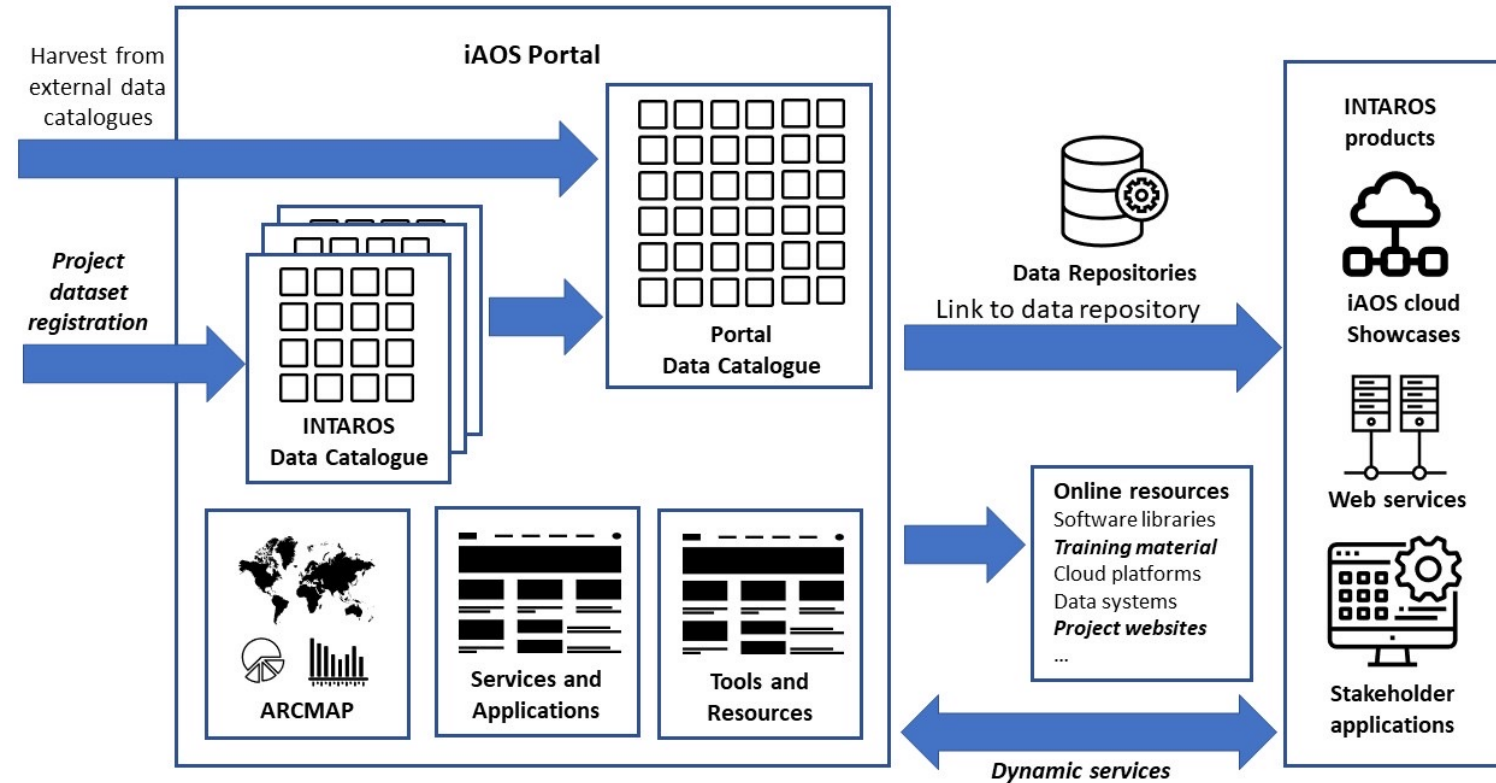 Harvest from
external data
catalogues
iAOS Portal
Project
dataset
registration
INTAROS
Data Catalogue
Portal
Data Catalogue
ARCMAP
Services and
Applications
Tools and
Resources
Data Repositories
Link to data repository
Online resources
Software libraries
Training material
Cloud platforms
Data systems
Project websites
...
Dynamic services
INTAROS
products
iAOS cloud
Showcases
Web services
Stakeholder
applications